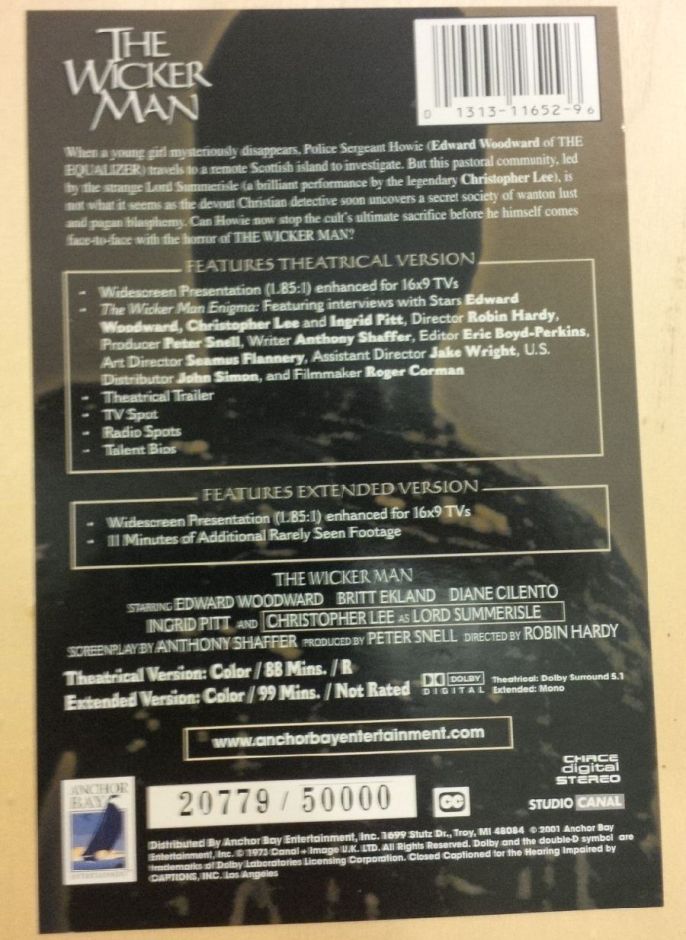 THE
WICKER
MAN
0 1313-11652-9 6
When a young girl mysteriously disappears, Police Sergeant Howie (Edward Woodward of THE
EQUALIZER) travels to a remote Scottish island to investigate. But this pastoral community, led
by the strange Lord Summerisle (a brilliant performance by the legendary Christopher Lee), is
not what it seems as the devout Christian detective soon uncovers a secret society of wanton lust
and pagan blasphemy. Can Howie now stop the cult's ultimate sacrifice before he himself comes
face-to-face with the horror of THE WICKER MAN?
FEATURES THEATRICAL VERSION
- Widescreen Presentation (1.85:1) enhanced for 16x9 TVs
- The Wicker Man Enigma: Featuring interviews with Stars Edward
Woodward, Christopher Lee and Ingrid Pitt, Director Robin Hardy,
Producer Peter Snell, Writer Anthony Shaffer, Editor Eric Boyd-Perkins,
Art Director Seamus Flannery, Assistant Director Jake Wright, U.S.
Distributor John Simon, and Filmmaker Roger Corman
- Theatrical Trailer
- TV Spot
- Radio Spots
- Talent Bios
FEATURES EXTENDED VERSION
- Widescreen Presentation (1.85:1) enhanced for 16x9 TVs
- 11 Minutes of Additional Rarely Seen Footage
THE WICKER MAN
STARRING EDWARD WOODWARD BRITT EKLAND DIANE CILENTO
INGRID PITT AND CHRISTOPHER LEE AS LORD SUMMERISLE
SCREENPLAY BY ANTHONY SHAFFER PRODUCED BY PETER SNELL DIRECTED BY ROBIN HARDY
Theatrical Version: Color / 88 Mins. / R
Extended Version: Color / 99 Mins. / Not Rated
DOLBY
DIGITAL
Theatrical: Dolby Surround 5.1
Extended: Mono
www.anchorbayentertainment.com
CHACE
digital
STEREO
ANCHOR
BAY
ENTERTAINMENT
20779 / 50000
CC
STUDIO CANAL
Distributed By Anchor Bay Entertainment, Inc. 1699 Stutz Dr., Troy, MI 48084 © 2001 Anchor Bay
Entertainment, Inc. © 1973 Canal + Image U.K. LTD. All Rights Reserved. Dolby and the double-D symbol are
trademarks of Dolby Laboratories Licensing Corporation. Closed Captioned for the Hearing Impaired by
CAPTIONS, INC. Los Angeles